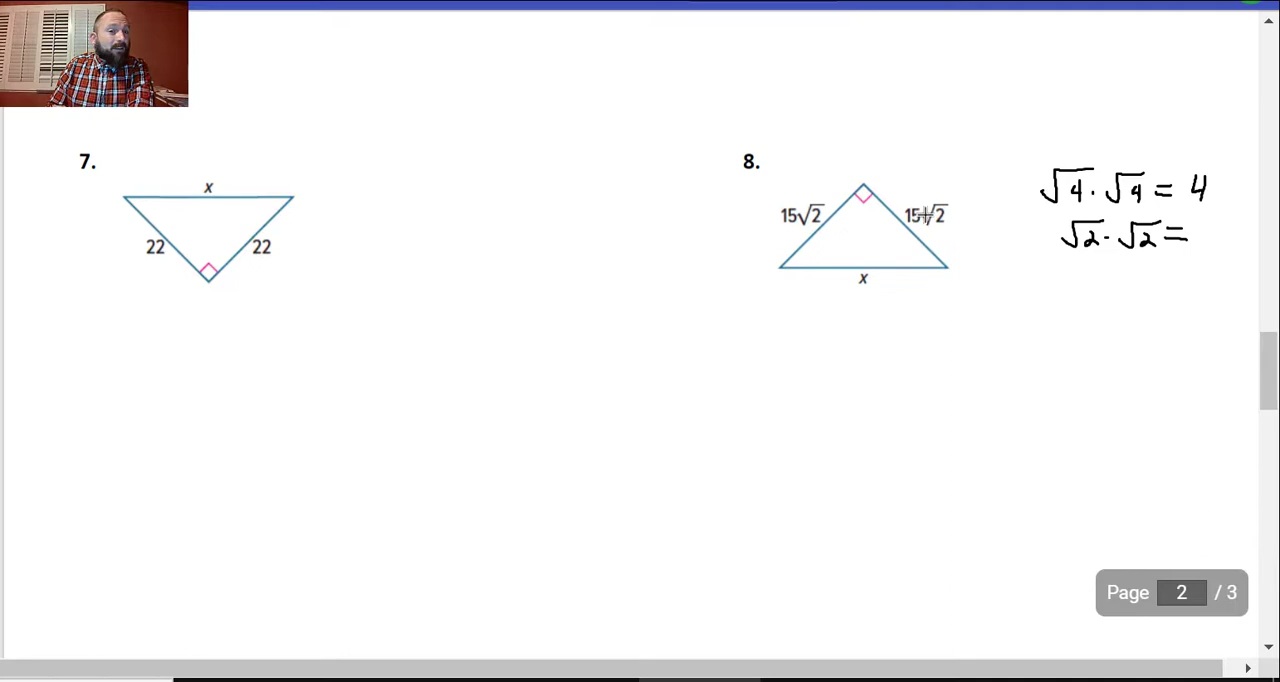 7.
x
22
22
8.
15√2
15√2
x
√4 · √4 = 4
√2 · √2 =
Page 2 / 3